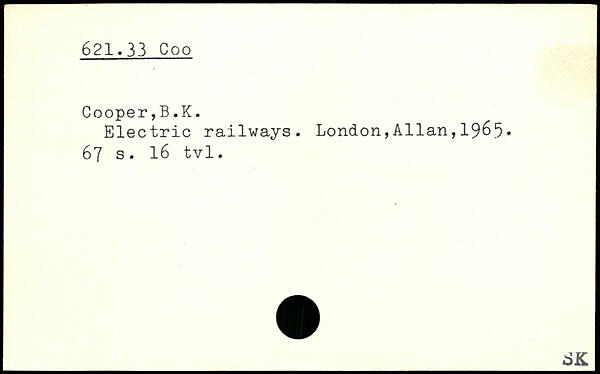 621.33 Coo
Cooper,B.K.
Electric railways. London,Allan,1965.
67 s. 16 tvl.
SK